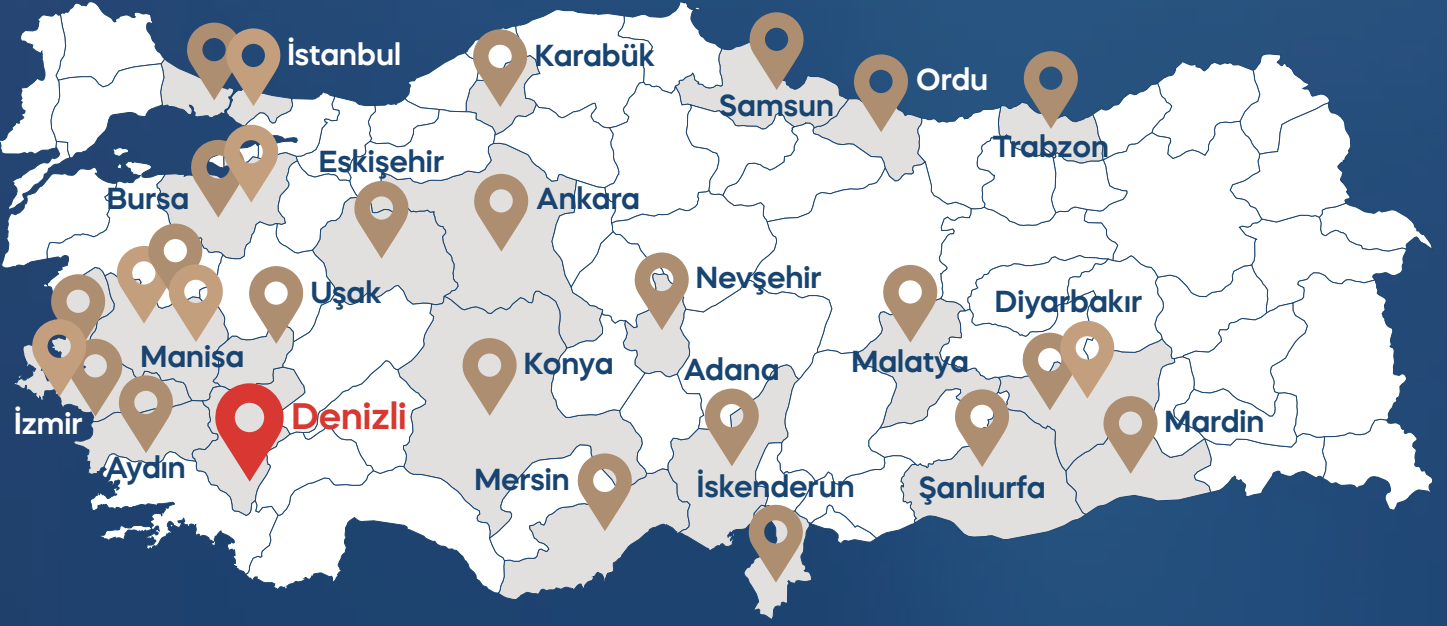 İstanbul
Karabük
Ordu
Samsun
Trabzon
Eskişehir
Bursa
Ankara
Nevşehir
Uşak
Diyarbakır
Manisa
Konya
Adana
Malatya
İzmir
Denizli
Mardin
Aydın
Mersin
İskenderun
Şanlıurfa